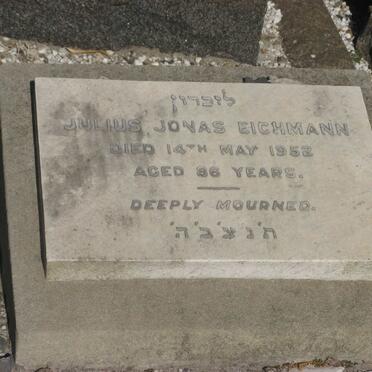 לזכרון
JULIUS JONAS EICHMANN
DIED 14TH MAY 1952
AGED 86 YEARS.
DEEPLY MOURNED.
ת'נ'צ'ב'ה'